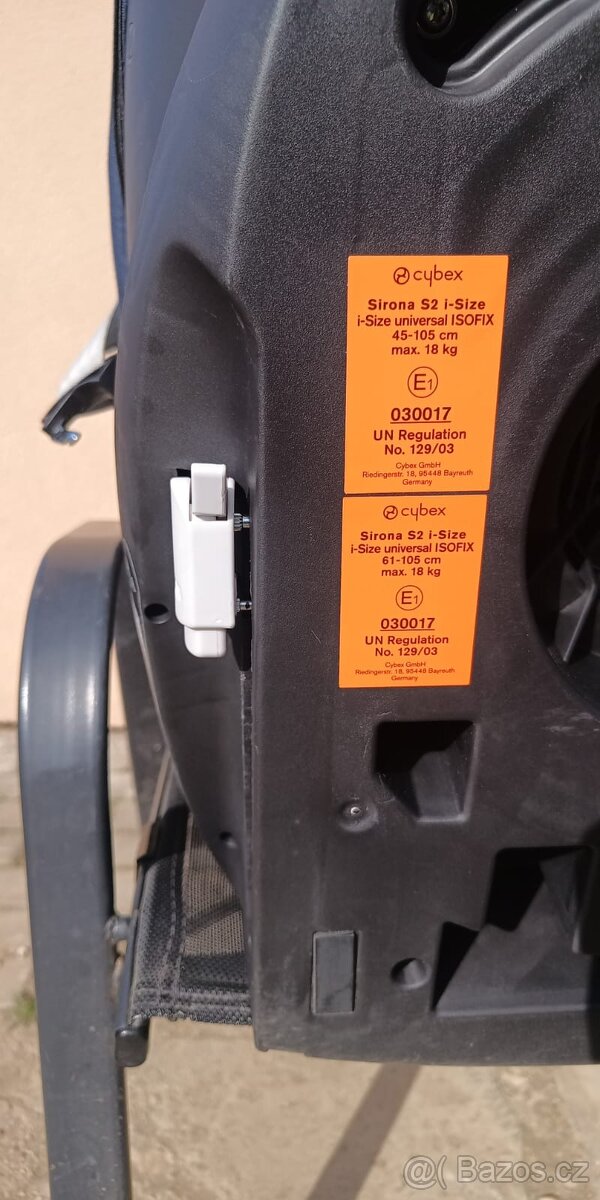 cybex
Sirona S2 i-Size
i-Size universal ISOFIX
45-105 cm
max. 18 kg
E1
030017
UN Regulation
No. 129/03
Cybex GmbH
Riedingerstr. 18, 95448 Bayreuth
Germany
cybex
Sirona S2 i-Size
i-Size universal ISOFIX
61-105 cm
max. 18 kg
E1
030017
UN Regulation
No. 129/03
Cybex GmbH
Riedingerstr. 18, 95448 Bayreuth
Germany
@ Bazos.cz